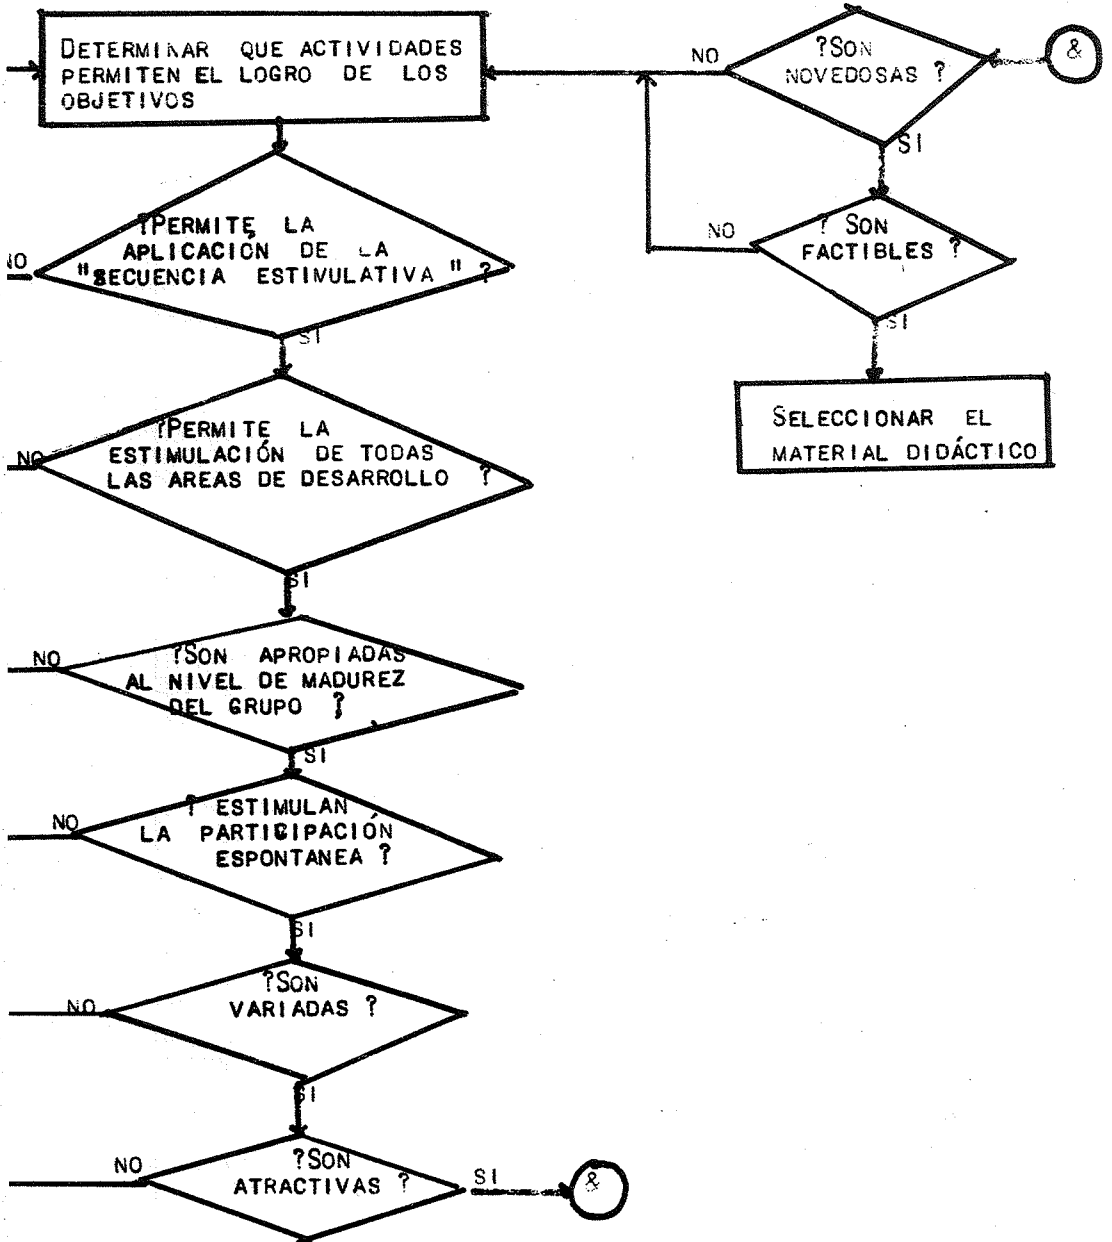 DETERMINAR QUE ACTIVIDADES
PERMITEN EL LOGRO DE LOS
OBJETIVOS
?PERMITE LA
APLICACIÓN DE LA
"SECUENCIA ESTIMULATIVA" ?
NO
SI
?PERMITE LA
ESTIMULACIÓN DE TODAS
LAS AREAS DE DESARROLLO ?
NO
SI
?SON APROPIADAS
AL NIVEL DE MADUREZ
DEL GRUPO ?
NO
SI
? ESTIMULAN
LA PARTICIPACIÓN
ESPONTANEA ?
NO
SI
?SON
VARIADAS ?
NO
SI
?SON
ATRACTIVAS ?
NO
SI
&
&
?SON
NOVEDOSAS ?
NO
SI
? SON
FACTIBLES ?
NO
SI
SELECCIONAR EL
MATERIAL DIDÁCTICO